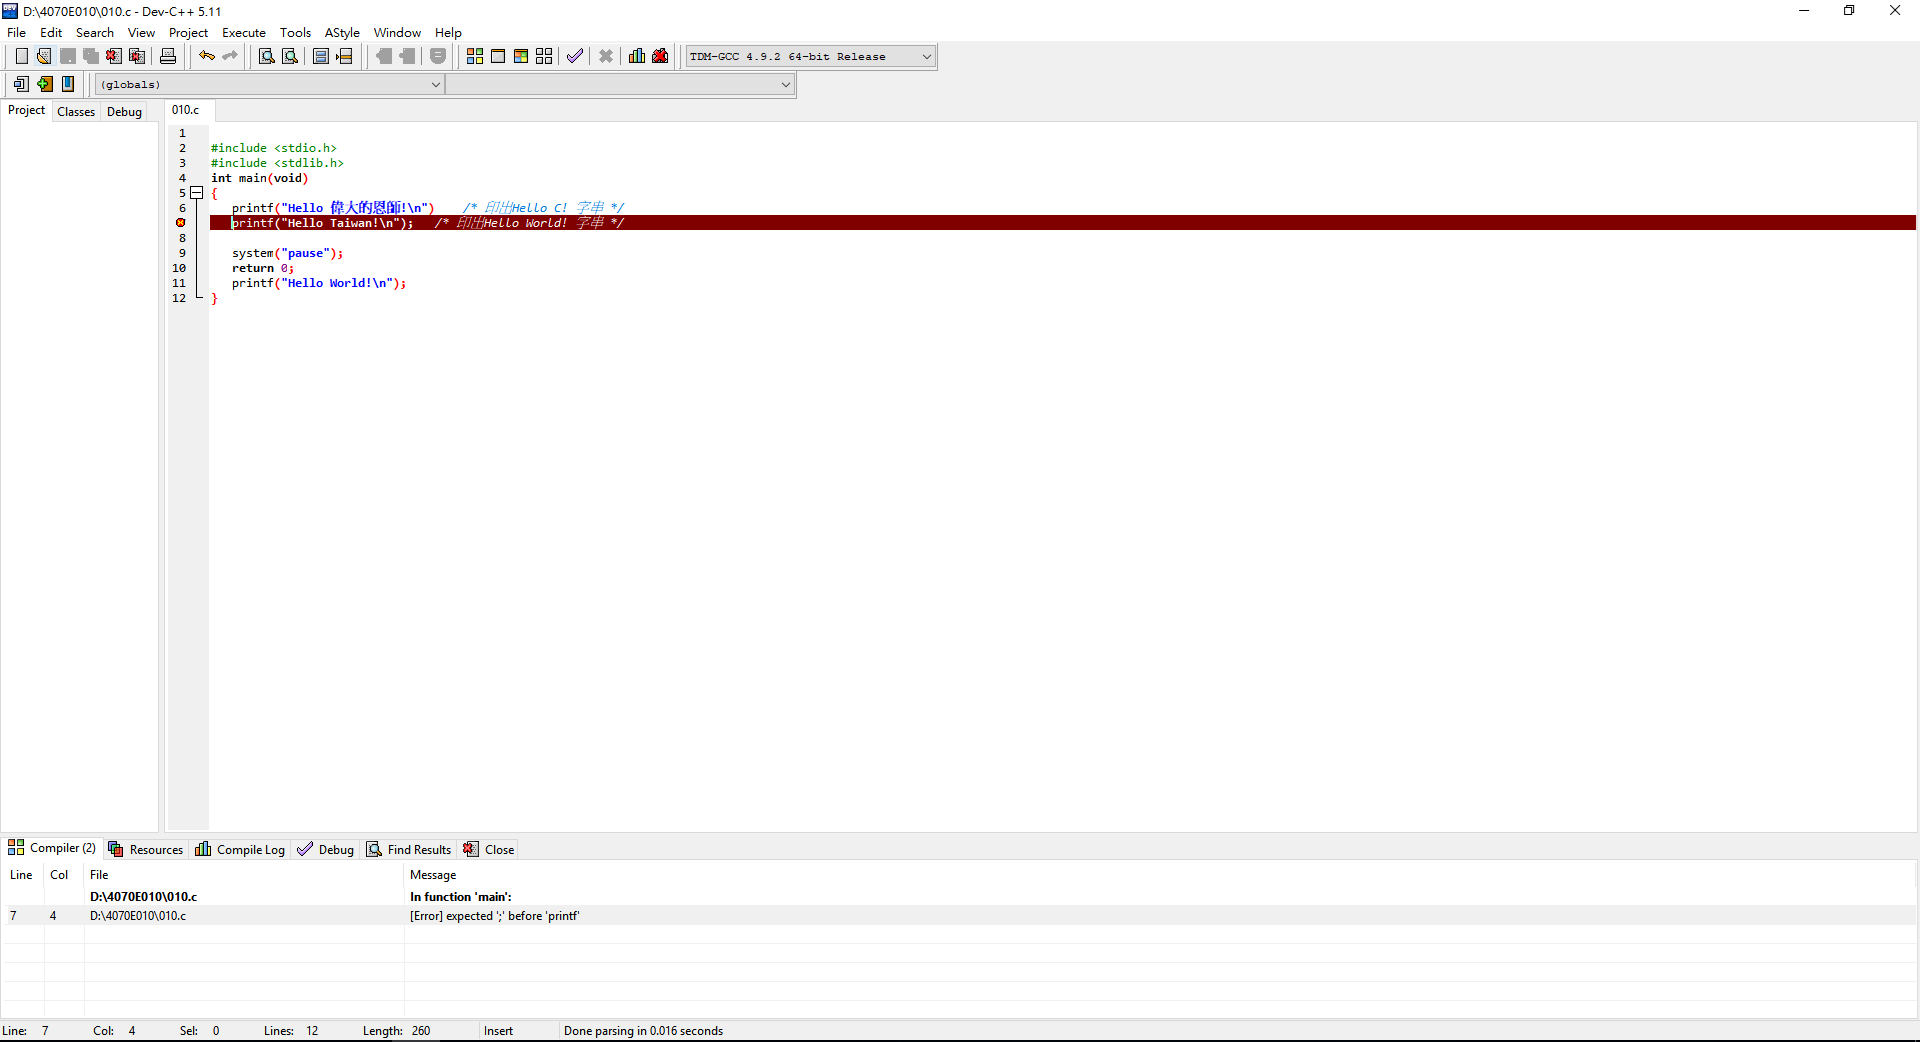 D:\4070E010\010.c - Dev-C++ 5.11
File Edit Search View Project Execute Tools AStyle Window Help
TDM-GCC 4.9.2 64-bit Release
(globals)
Project Classes Debug 010.c
1
2 #include <stdio.h>
3 #include <stdlib.h>
4 int main(void)
5 {
6 printf("Hello 偉大的恩師!\n") /* 印出Hello C! 字串 */
printf("Hello Taiwan!\n"); /* 印出Hello World! 字串 */
8
9 system("pause");
10 return 0;
11 printf("Hello World!\n");
12 }
Compiler (2) Resources Compile Log Debug Find Results Close
Line Col File Message
D:\4070E010\010.c In function 'main':
7 4 D:\4070E010\010.c [Error] expected ';' before 'printf'
Line: 7 Col: 4 Sel: 0 Lines: 12 Length: 260 Insert Done parsing in 0.016 seconds